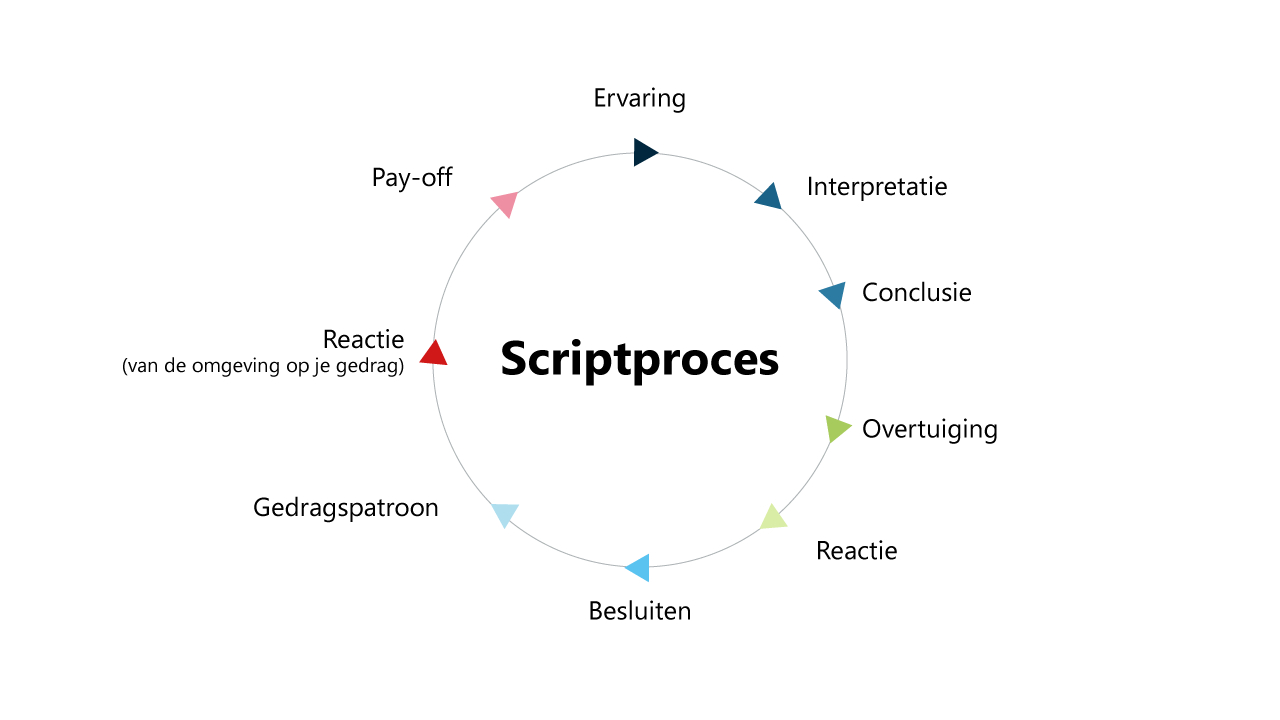 Ervaring
Pay-off
Interpretatie
Conclusie
Reactie
(van de omgeving op je gedrag)
Scriptproces
Overtuiging
Gedragspatroon
Reactie
Besluiten